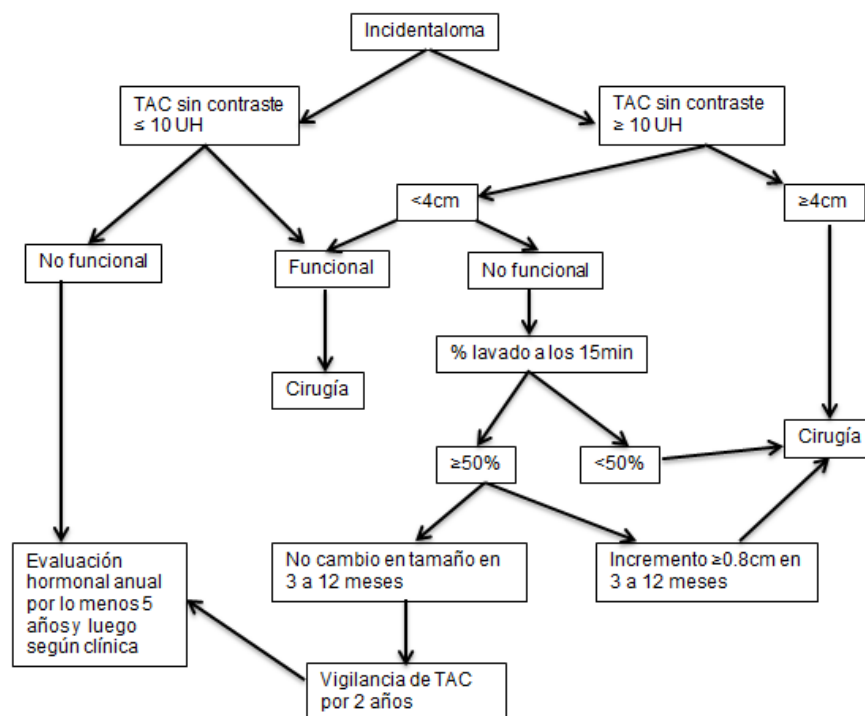 Incidentaloma
TAC sin contraste
≤ 10 UH
TAC sin contraste
≥ 10 UH
<4cm
≥4cm
No funcional
Funcional
No funcional
% lavado a los 15min
Cirugía
Cirugía
≥50%
<50%
Evaluación
hormonal anual
por lo menos 5
años y luego
según clínica
No cambio en tamaño en
3 a 12 meses
Incremento ≥0.8cm en
3 a 12 meses
Vigilancia de TAC
por 2 años